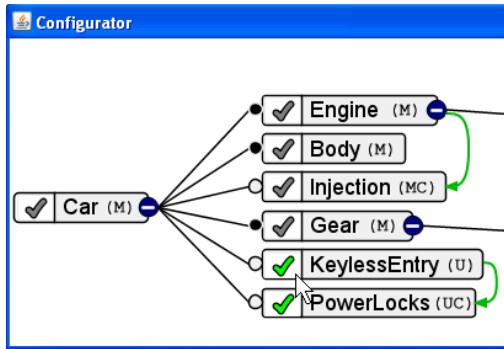 Configurator
Engine (M)
Body (M)
Injection (MC)
Car (M)
Gear (M)
KeylessEntry (U)
PowerLocks (UC)